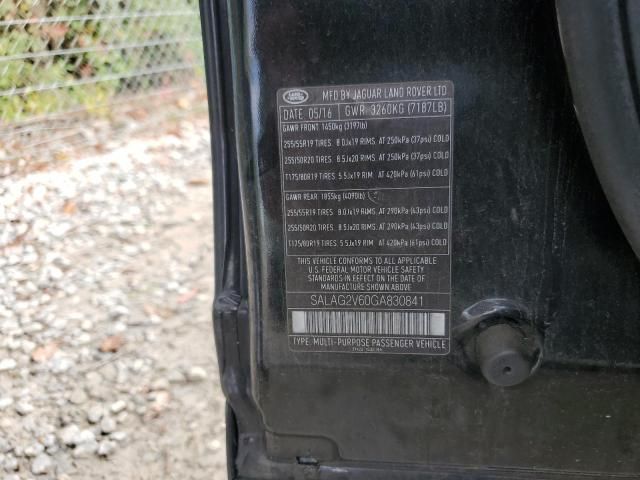 LAND ROVER
MFD BY JAGUAR LAND ROVER LTD
DATE 05/16 GWR: 3260KG (7187LB)
GAWR FRONT 1450kg (3197lb)
255/55R19 TIRES 8.0Jx19 RIMS. AT 250kPa (37psi) COLD
255/50R20 TIRES 8.5Jx20 RIMS. AT 250kPa (37psi) COLD
T175/80R19 TIRES 5.5Jx19 RIM AT 420kPa (61psi) COLD
GAWR REAR 1855kg (4090lb)
255/55R19 TIRES 8.0Jx19 RIMS. AT 290kPa (43psi) COLD
255/50R20 TIRES 8.5Jx20 RIMS. AT 290kPa (43psi) COLD
T175/80R19 TIRES 5.5Jx19 RIM AT 420kPa (61psi) COLD
THIS VEHICLE CONFORMS TO ALL APPLICABLE
U.S. FEDERAL MOTOR VEHICLE SAFETY
STANDARDS IN EFFECT ON THE DATE OF
MANUFACTURE SHOWN ABOVE
SALAG2V60GA830841
TYPE: MULTI-PURPOSE PASSENGER VEHICLE